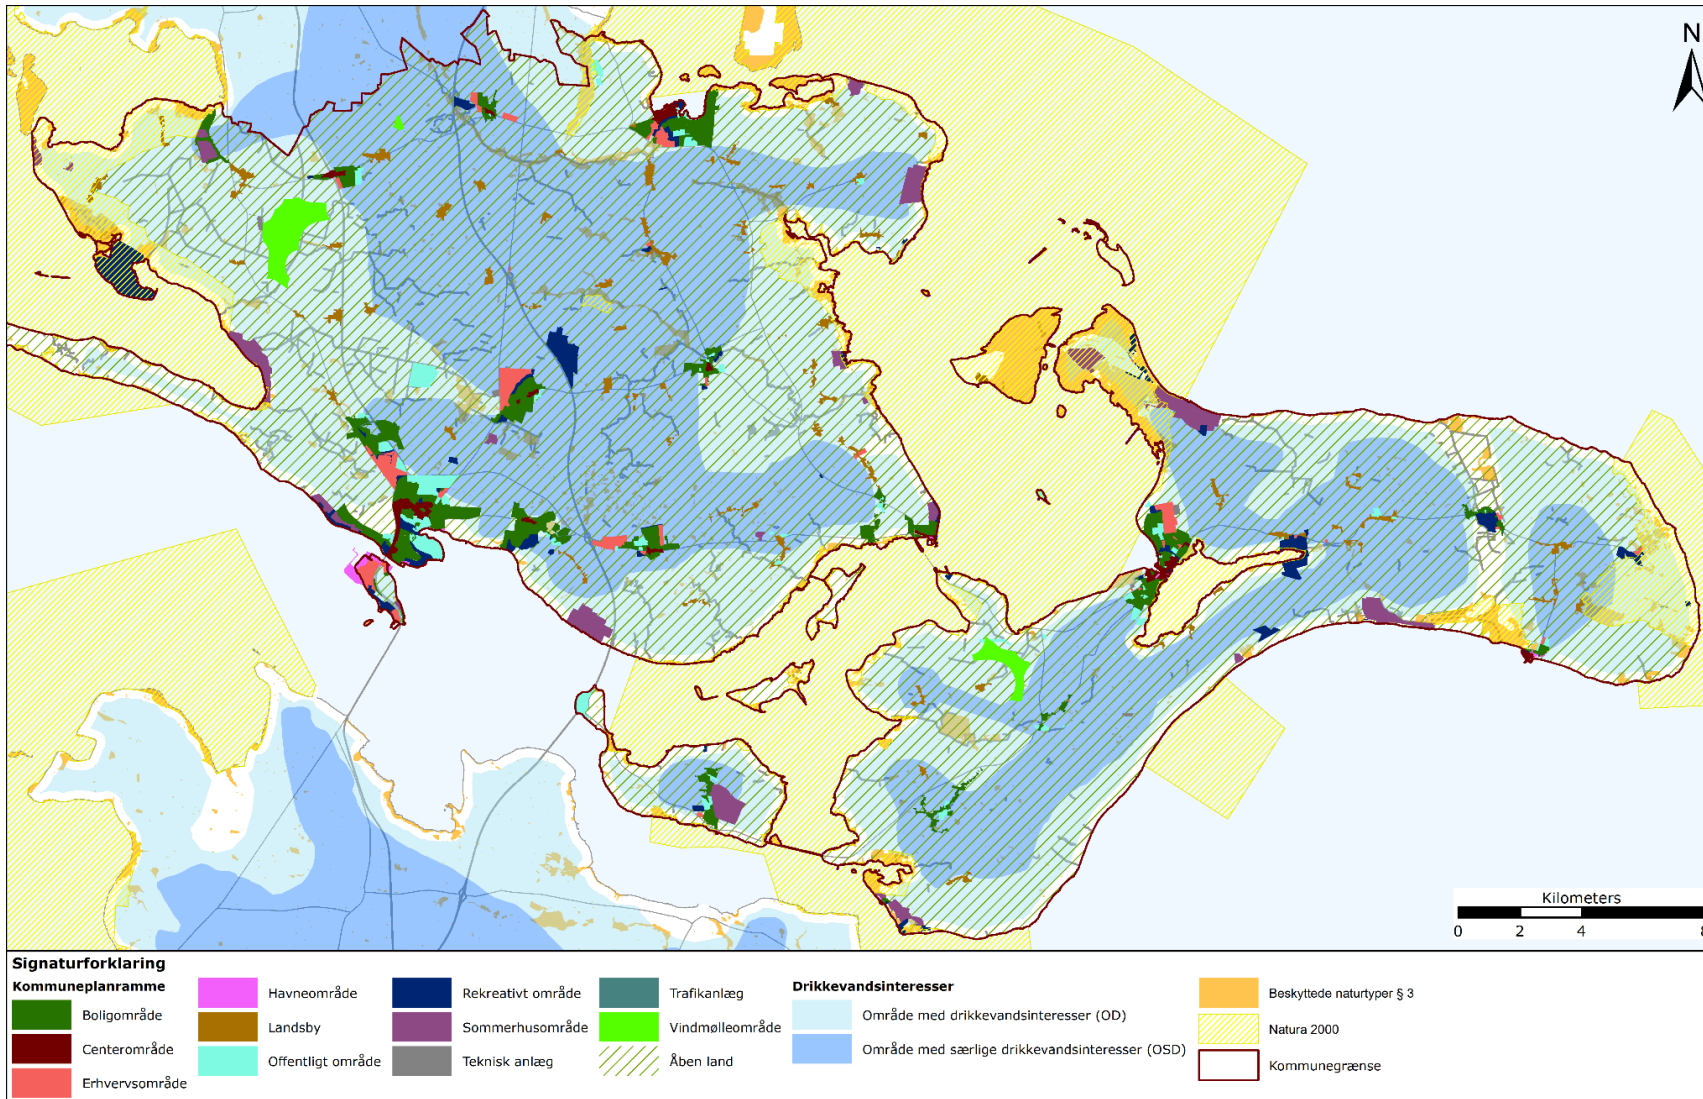 N
Kilometers
0 2 4 8
Signaturforklaring
Kommuneplanramme
Boligområde
Centerområde
Erhvervsområde
Havneområde
Landsby
Offentligt område
Rekreativt område
Sommerhusområde
Teknisk anlæg
Trafikanlæg
Vindmølleområde
Åben land
Drikkevandsinteresser
Område med drikkevandsinteresser (OD)
Område med særlige drikkevandsinteresser (OSD)
Beskyttede naturtyper § 3
Natura 2000
Kommunegrænse